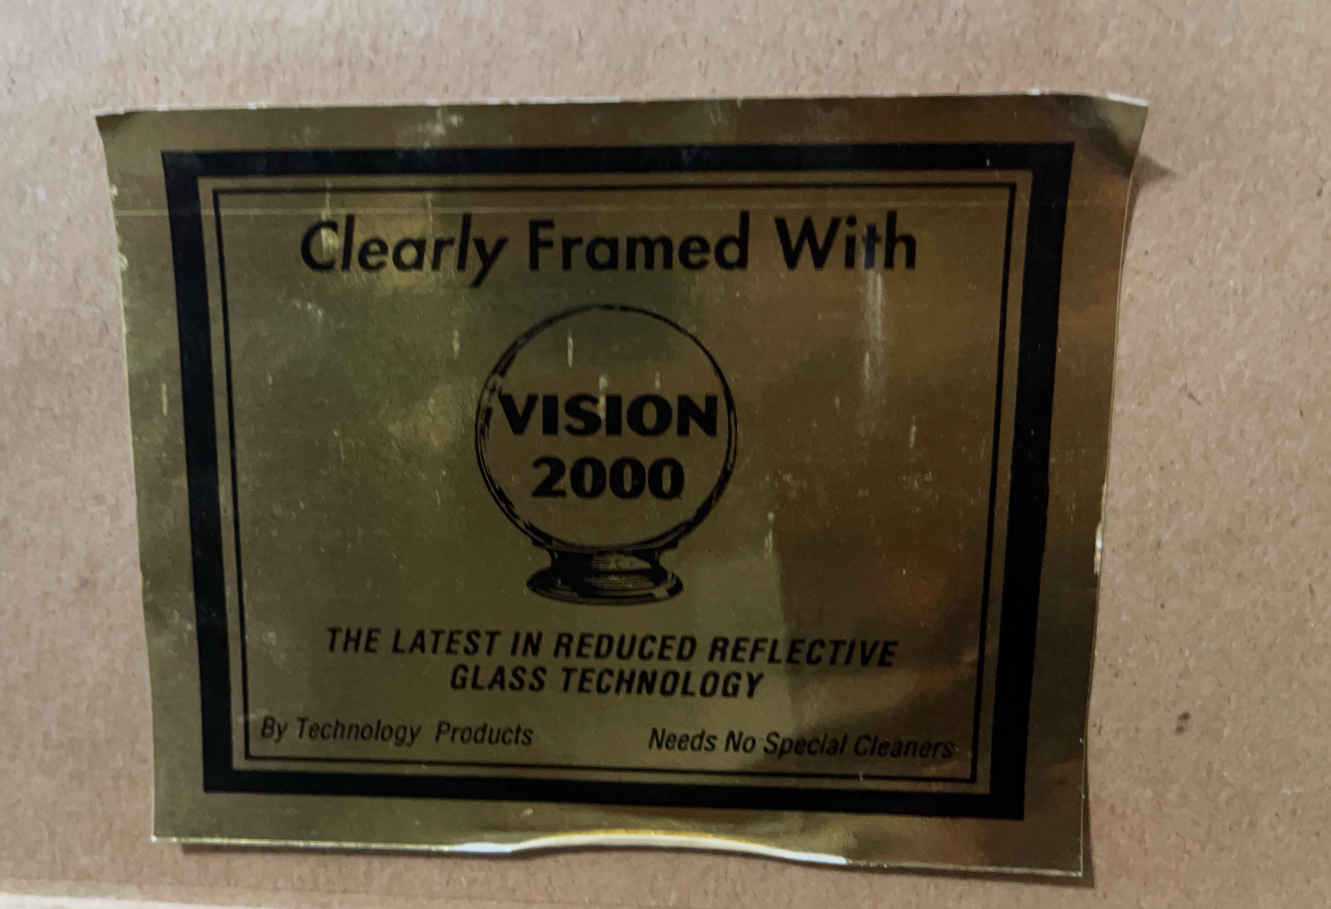 Clearly Framed With
VISION
2000
THE LATEST IN REDUCED REFLECTIVE
GLASS TECHNOLOGY
By Technology Products
Needs No Special Cleaners